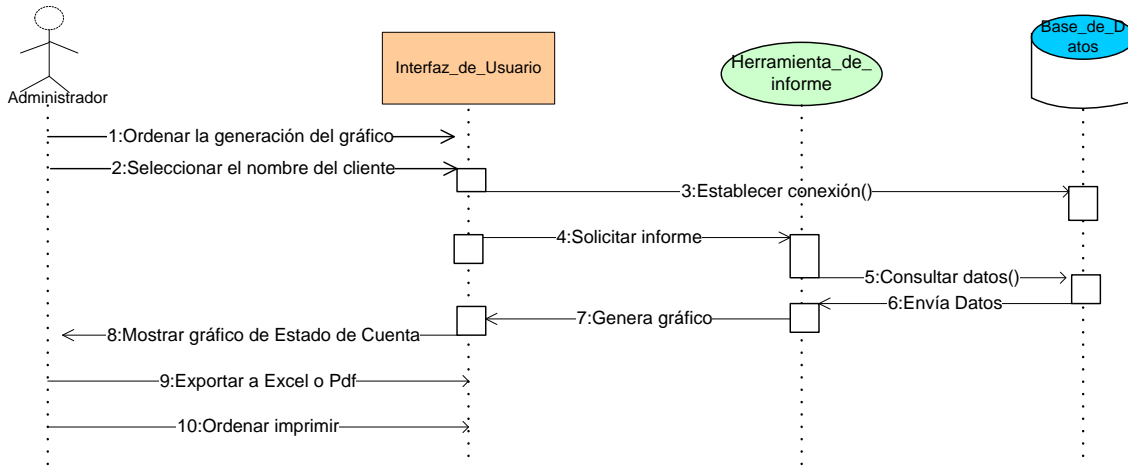 Administrador
Interfaz_de_Usuario
Herramienta_de_
informe
Base_de_D
atos
1:Ordenar la generación del gráfico
2:Seleccionar el nombre del cliente
3:Establecer conexión()
4:Solicitar informe
5:Consultar datos()
6:Envía Datos
7:Genera gráfico
8:Mostrar gráfico de Estado de Cuenta
9:Exportar a Excel o Pdf
10:Ordenar imprimir